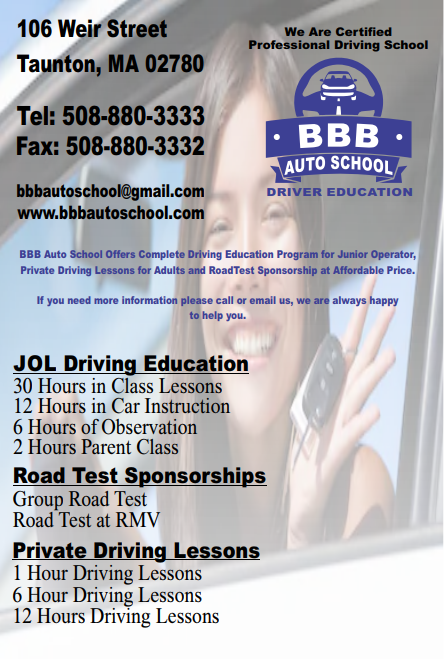 106 Weir Street
Taunton, MA 02780
Tel: 508-880-3333
Fax: 508-880-3332
bbbautoschool@gmail.com
www.bbbautoschool.com
We Are Certified
Professional Driving School
BBB
AUTO SCHOOL
DRIVER EDUCATION
BBB Auto School Offers Complete Driving Education Program for Junior Operator,
Private Driving Lessons for Adults and RoadTest Sponsorship at Affordable Price.
If you need more information please call or email us, we are always happy
to help you.
JOL Driving Education
30 Hours in Class Lessons
12 Hours in Car Instruction
6 Hours of Observation
2 Hours Parent Class
Road Test Sponsorships
Group Road Test
Road Test at RMV
Private Driving Lessons
1 Hour Driving Lessons
6 Hour Driving Lessons
12 Hours Driving Lessons